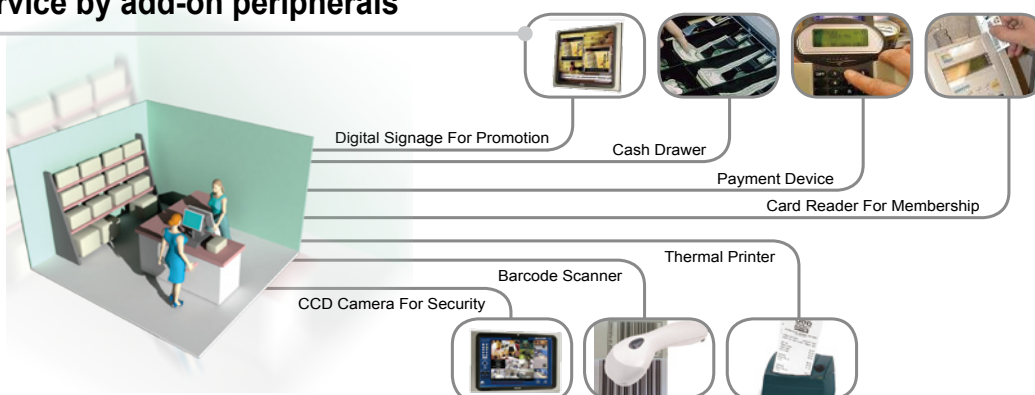 rvice by add-on peripherals
Digital Signage For Promotion
Cash Drawer
Payment Device
Card Reader For Membership
Thermal Printer
Barcode Scanner
CCD Camera For Security